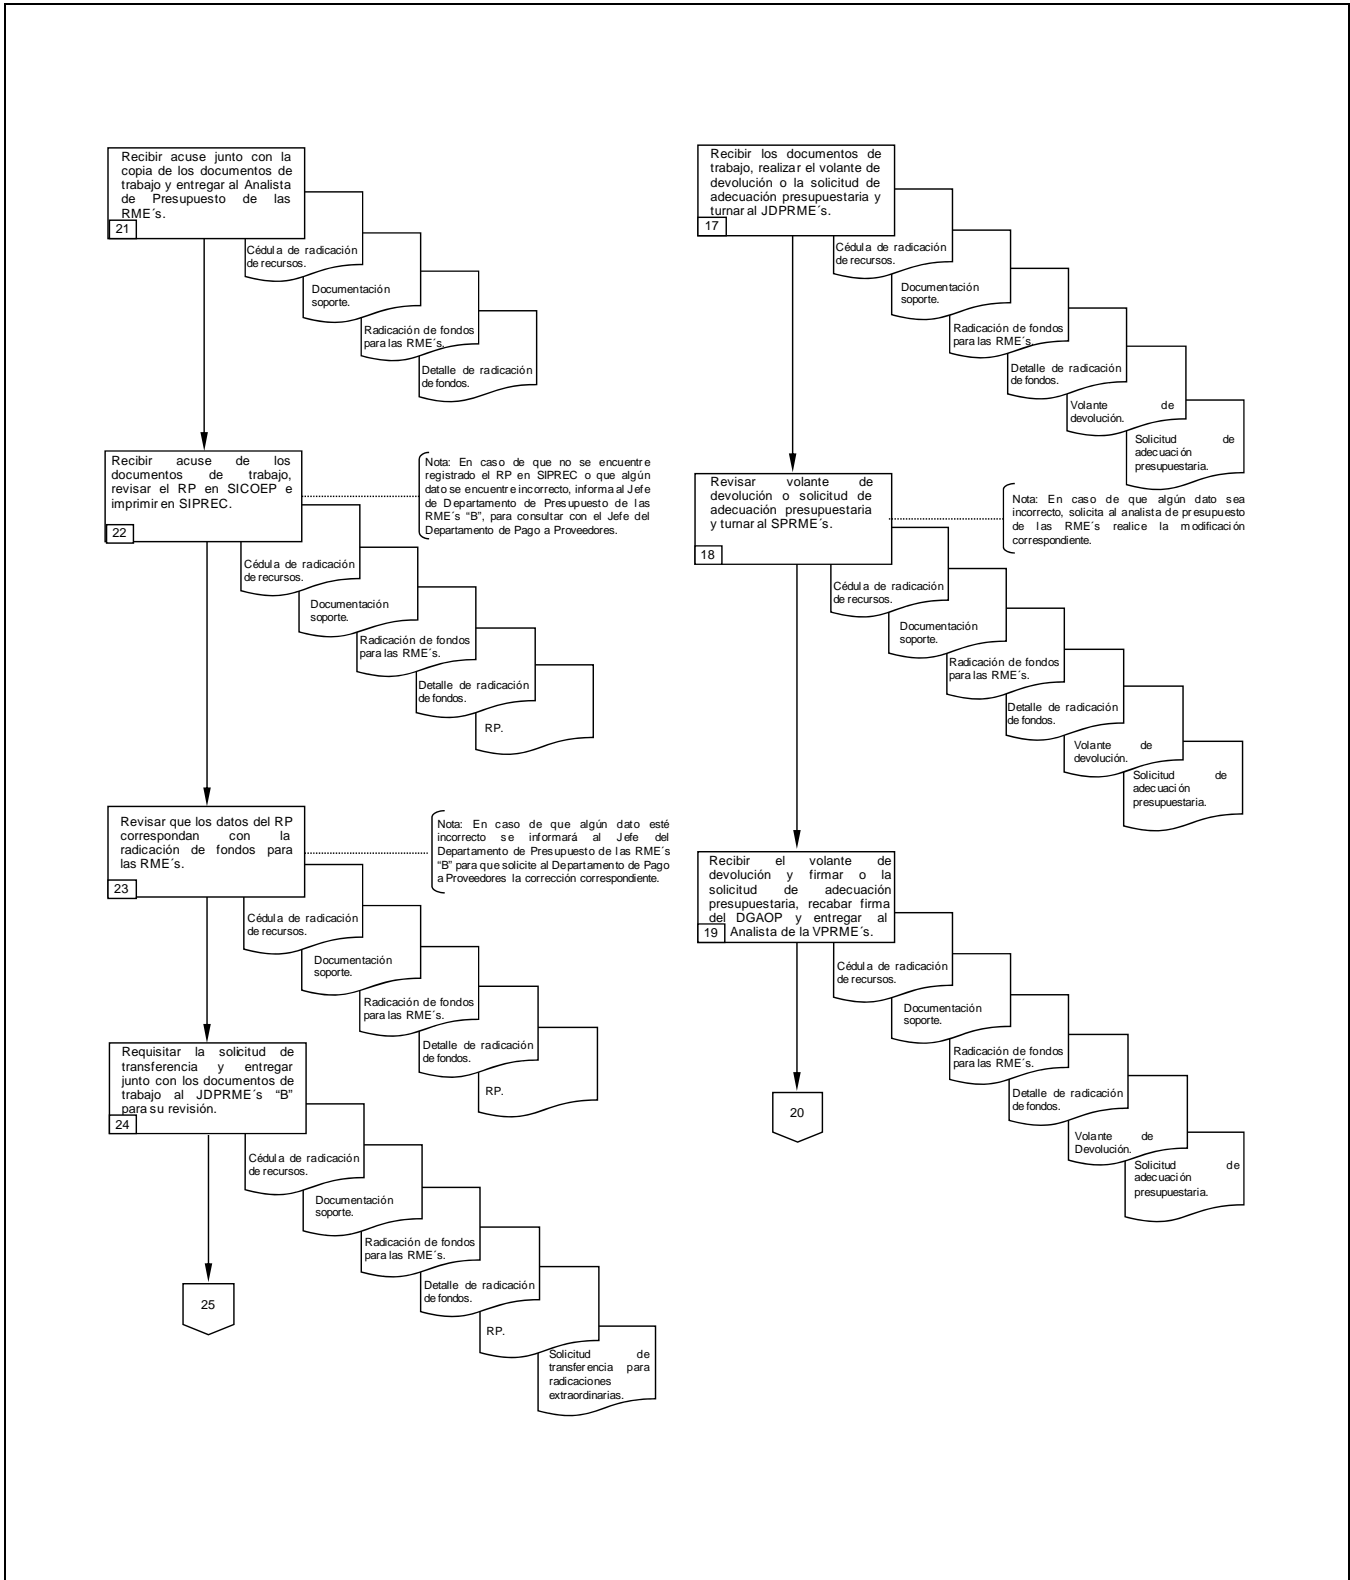 Recibir acuse junto con la
copia de los documentos de
trabajo y entregar al Analista
de Presupuesto de las
RME´s.
21
Cédula de radicación
de recursos.
Documentación
soporte.
Radicación de fondos
para las RME´s.
Detalle de radicación
de fondos.
Recibir acuse de los
documentos de trabajo,
revisar el RP en SICOEP e
imprimir en SIPREC.
22
Nota: En caso de que no se encuentre
registrado el RP en SIPREC o que algún
dato se encuentre incorrecto, informa al Jefe
de Departamento de Presupuesto de las
RME´s “B”, para consultar con el Jefe del
Departamento de Pago a Proveedores.
Cédula de radicación
de recursos.
Documentación
soporte.
Radicación de fondos
para las RME´s.
Detalle de radicación
de fondos.
RP.
Revisar que los datos del RP
correspondan con la
radicación de fondos para
las RME´s.
23
Nota: En caso de que algún dato esté
incorrecto se informará al Jefe del
Departamento de Presupuesto de las RME´s
“B” para que solicite al Departamento de Pago
a Proveedores la corrección correspondiente.
Cédula de radicación
de recursos.
Documentación
soporte.
Radicación de fondos
para las RME´s.
Detalle de radicación
de fondos.
RP.
Requisitar la solicitud de
transferencia y entregar
junto con los documentos de
trabajo al JDPRME´s “B”
para su revisión.
24
Cédula de radicación
de recursos.
Documentación
soporte.
Radicación de fondos
para las RME´s.
Detalle de radicación
de fondos.
RP.
Solicitud de
transferencia para
radicaciones
extraordinarias.
25
Recibir los documentos de
trabajo, realizar el volante de
devolución o la solicitud de
adecuación presupuestaria y
turnar al JDPRME´s.
17
Cédula de radicación
de recursos.
Documentación
soporte.
Radicación de fondos
para las RME´s.
Detalle de radicación
de fondos.
Volante de
devolución.
Solicitud de
adecuación
presupuestaria.
Revisar volante de
devolución o solicitud de
adecuación presupuestaria
y turnar al SPRME´s.
18
Nota: En caso de que algún dato sea
incorrecto, solicita al analista de presupuesto
de las RME´s realice la modificación
correspondiente.
Cédula de radicación
de recursos.
Documentación
soporte.
Radicación de fondos
para las RME´s.
Detalle de radicación
de fondos.
Volante de
devolución.
Solicitud de
adecuación
presupuestaria.
Recibir el volante de
devolución y firmar o la
solicitud de adecuación
presupuestaria, recabar firma
del DGAOP y entregar al
19 Analista de la VPRME´s.
Cédula de radicación
de recursos.
Documentación
soporte.
Radicación de fondos
para las RME´s.
Detalle de radicación
de fondos.
Volante de
Devolución.
Solicitud de
adecuación
presupuestaria.
20